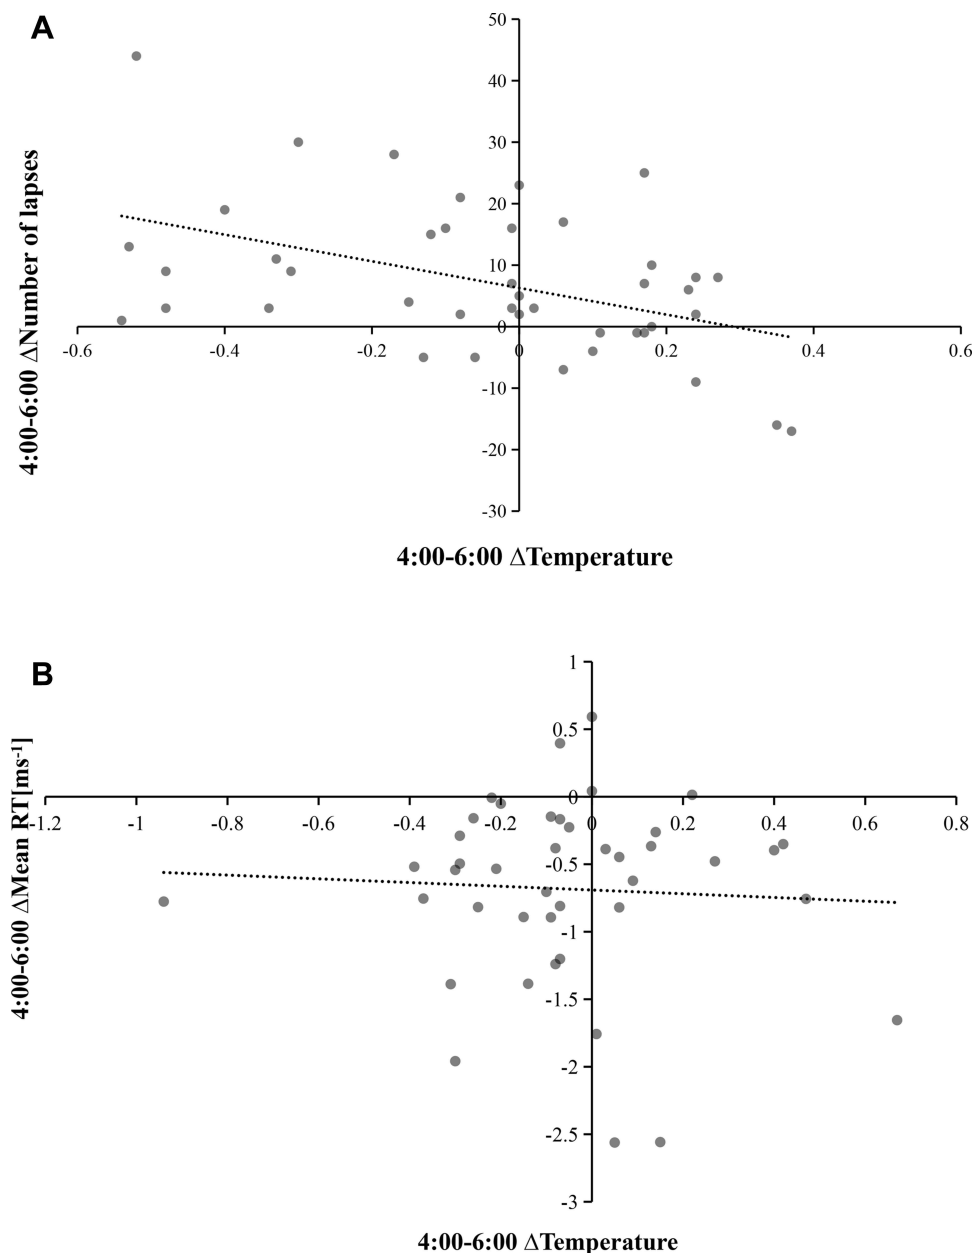 A
50
40
30
20
10
0
-10
-20
-30
-0.6 -0.4 -0.2 0 0.2 0.4 0.6
4:00-6:00 ΔNumber of lapses
4:00-6:00 ΔTemperature
B
1
0.5
0
-0.5
-1
-1.5
-2
-2.5
-3
-1.2 -1 -0.8 -0.6 -0.4 -0.2 0 0.2 0.4 0.6 0.8
4:00-6:00 ΔMean RT[ms⁻¹]
4:00-6:00 ΔTemperature